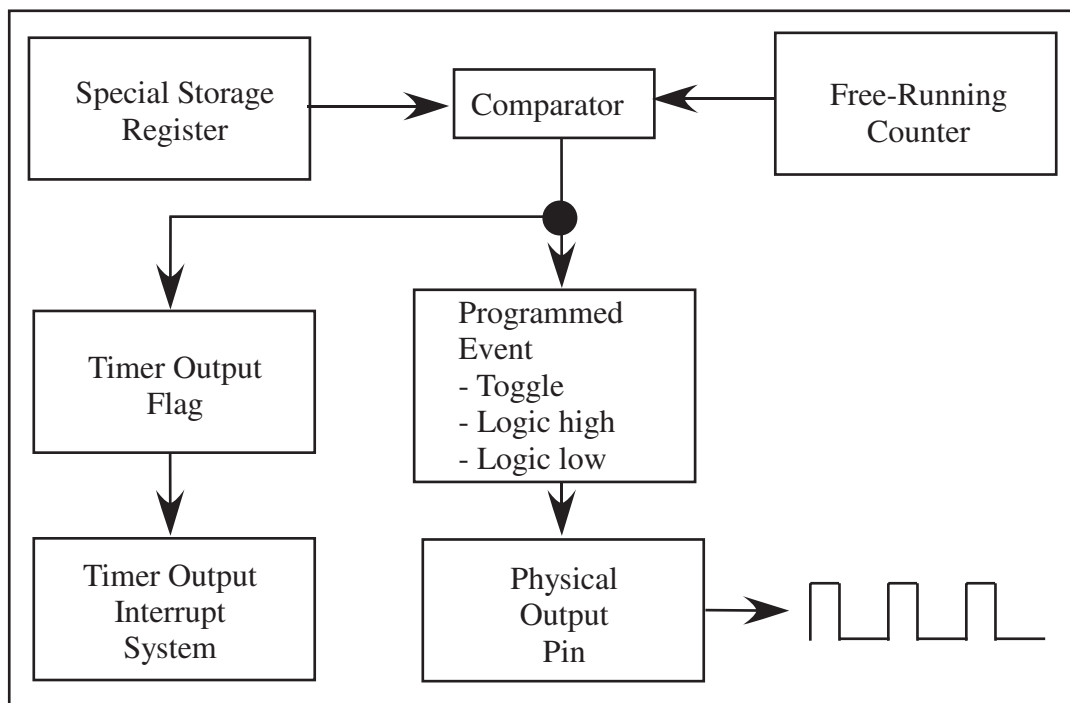 Special Storage
Register
Comparator
Free-Running
Counter
Timer Output
Flag
Programmed
Event
- Toggle
- Logic high
- Logic low
Timer Output
Interrupt
System
Physical
Output
Pin